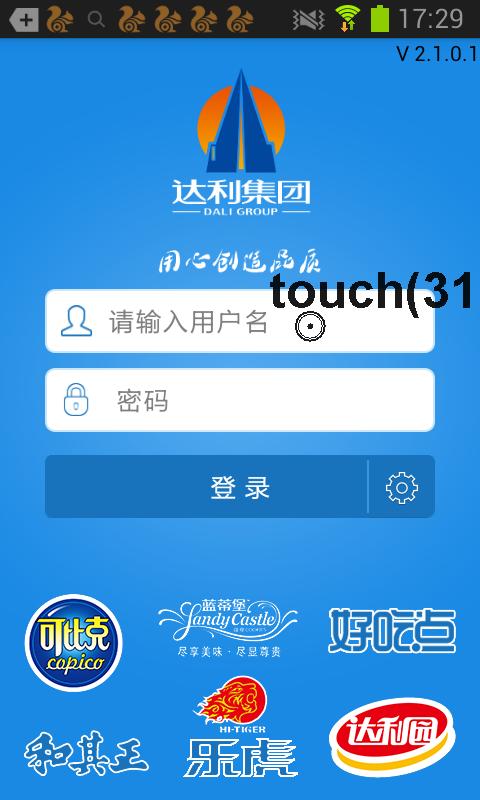 17:29
V 2.1.0.1
达利集团
DALI GROUP
用心创造品质
touch(31
请输入用户名
密码
登录
可比克
copico
蓝蒂堡
Landy Castle
尽享美味·尽显尊贵
好吃点
和其正
HI-TIGER
乐虎
达利园